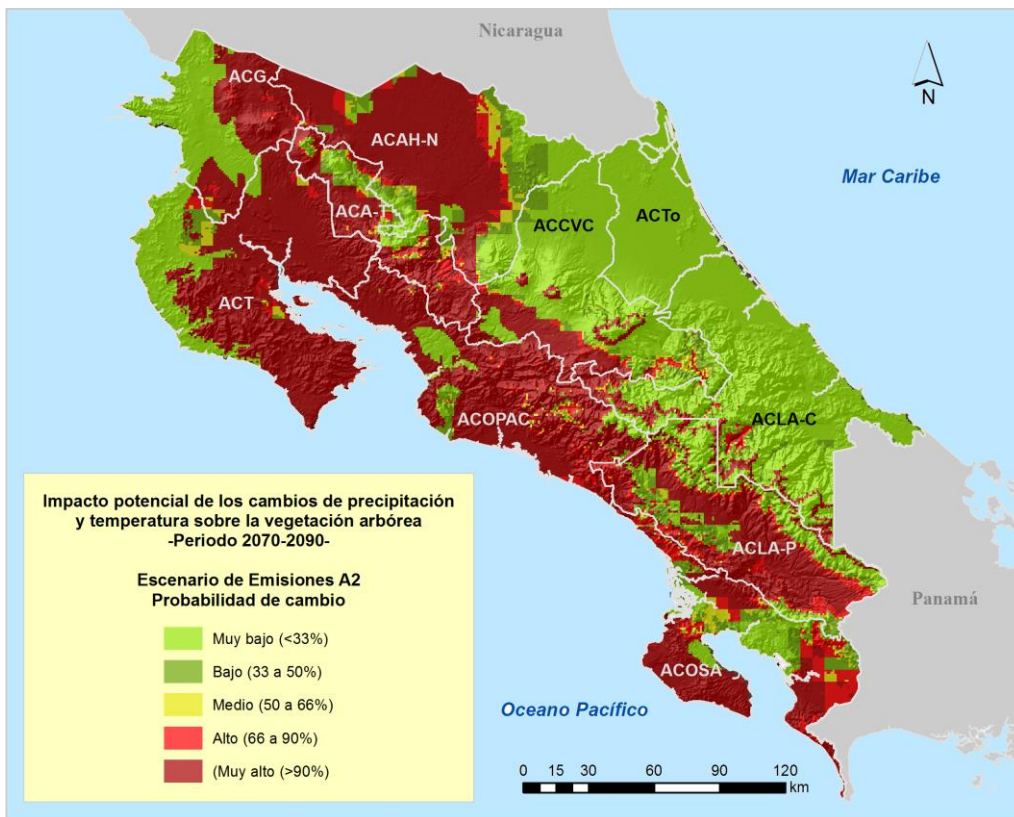 Nicaragua
N
ACG
ACAH-N
Mar Caribe
ACA-T
ACCVC
ACTo
ACT
ACOPAC
ACLA-C
Impacto potencial de los cambios de precipitación
y temperatura sobre la vegetación arbórea
-Periodo 2070-2090-
Escenario de Emisiones A2
Probabilidad de cambio
Muy bajo (<33%)
Bajo (33 a 50%)
Medio (50 a 66%)
Alto (66 a 90%)
(Muy alto (>90%)
ACLA-P
Panamá
ACOSA
Oceano Pacífico
0 15 30 60 90 120
km